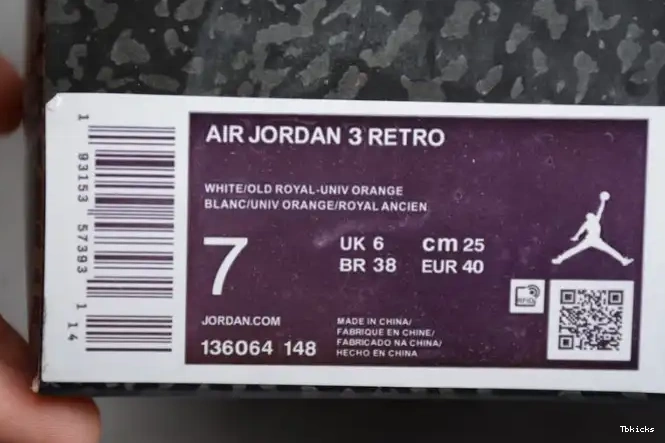 AIR JORDAN 3 RETRO
WHITE/OLD ROYAL-UNIV ORANGE
BLANC/UNIV ORANGE/ROYAL ANCIEN
7
UK 6 cm 25
BR 38 EUR 40
RFID
JORDAN.COM
136064 148
MADE IN CHINA/
FABRIQUE EN CHINE/
FABRICADO NA CHINA/
HECHO EN CHINA
1 93153 57393 1
14
Tbkicks